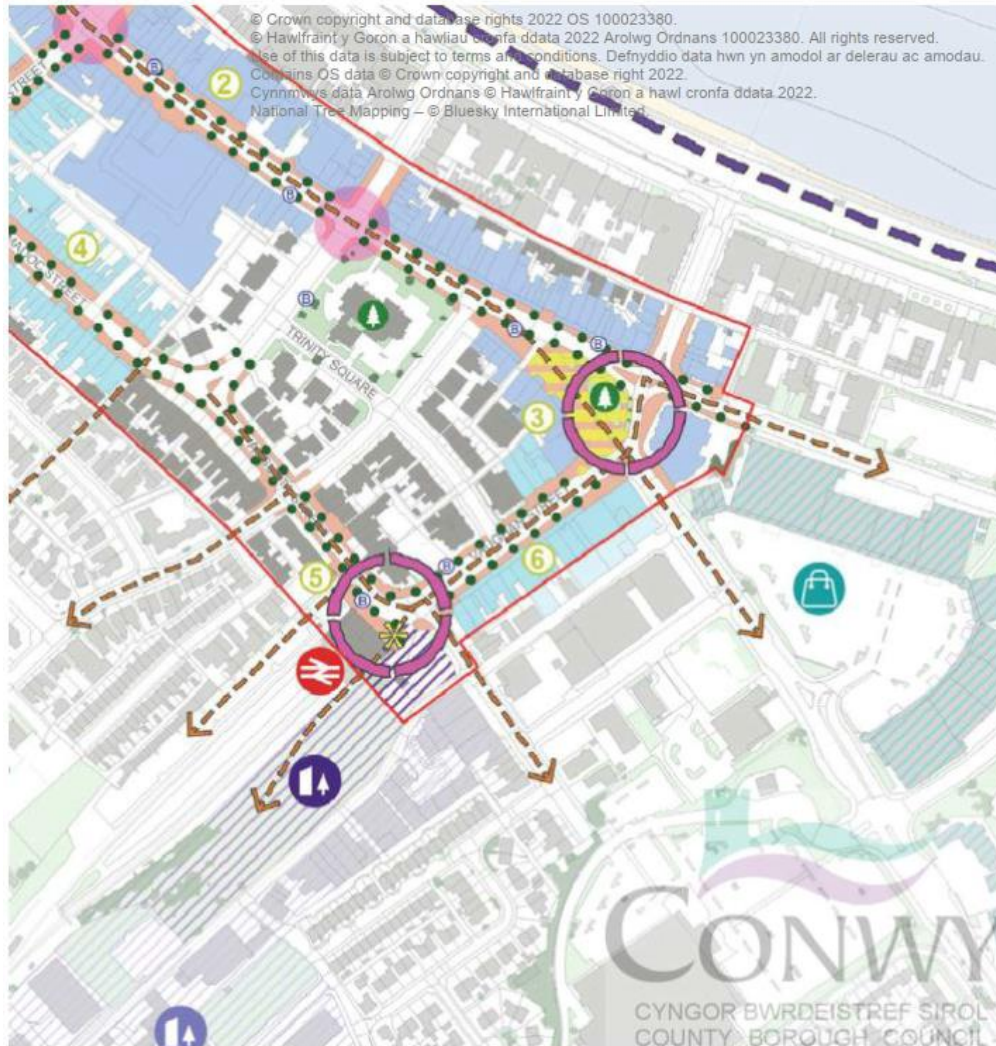 © Crown copyright and database rights 2022 OS 100023380.
© Hawlfraint y Goron a hawliau cronfa ddata 2022 Arolwg Ordnans 100023380. All rights reserved.
Use of this data is subject to terms and conditions. Defnyddio data hwn yn amodol ar delerau ac amodau.
Contains OS data © Crown copyright and database right 2022.
Cynnwys data Arolwg Ordnans © Hawlfraint y Goron a hawl cronfa ddata 2022.
National Tree Mapping – © Bluesky International Limited.
STREET
B
2
B
4
MADOC STREET
B
TRINITY SQUARE
B
B
3
STREET
6
B
5
B
CONWY
CYNGOR BWRDEISTREF SIROL
COUNTY BOROUGH COUNCIL